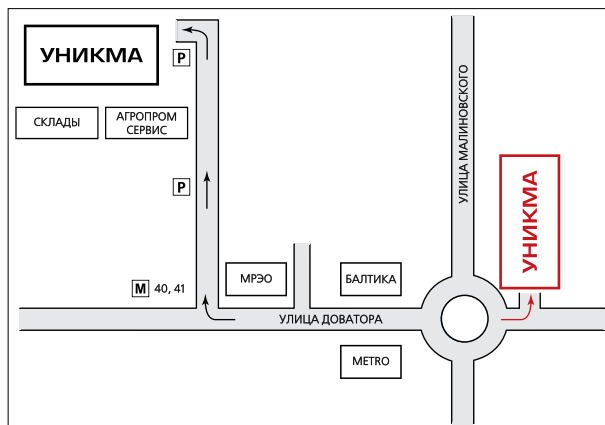 УНИКМА
P
СКЛАДЫ
АГРОПРОМ
СЕРВИС
УЛИЦА МАЛИНОВСКОГО
УНИКМА
P
M 40, 41
МРЭО
БАЛТИКА
УЛИЦА ДОВАТОРА
METRO